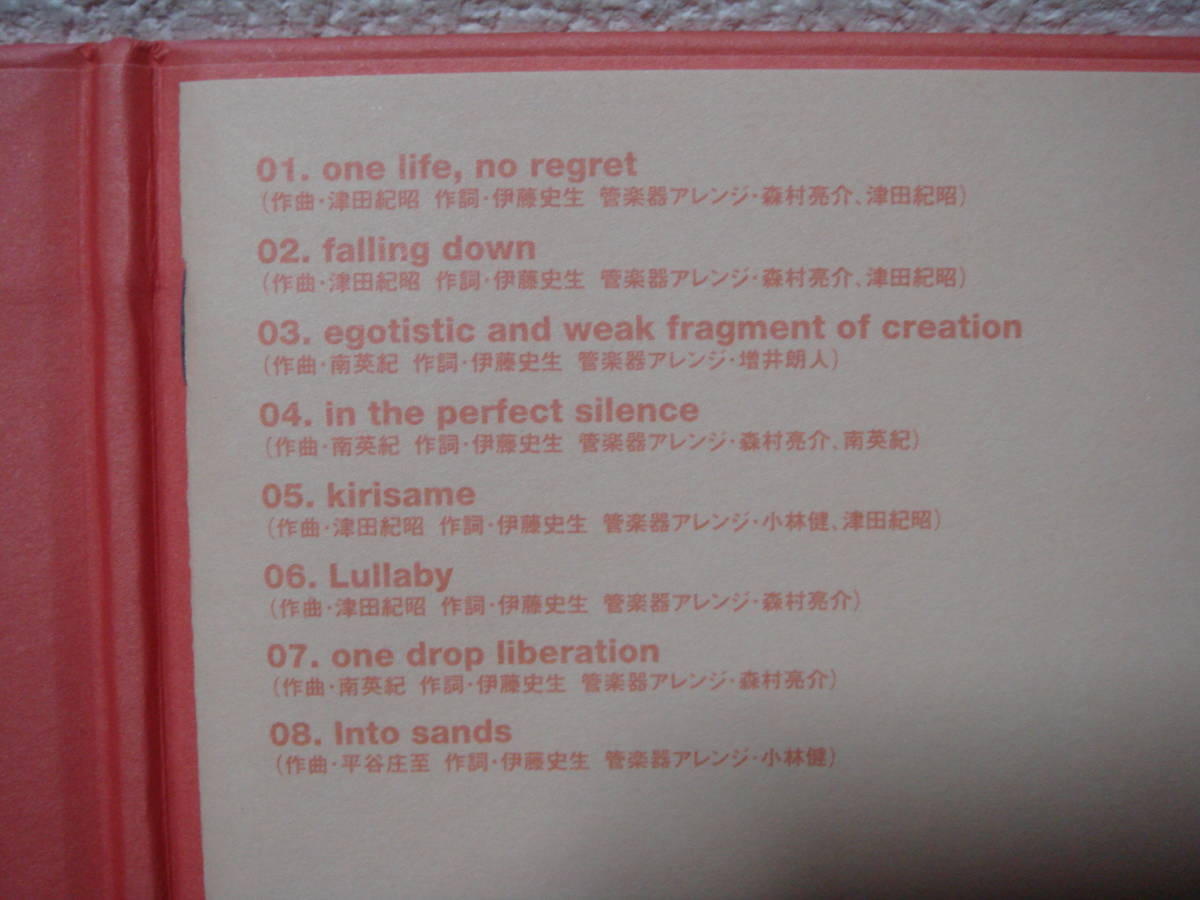 01. one life, no regret
(作曲・津田紀昭 作詞・伊藤史生 管楽器アレンジ・森村亮介、津田紀昭)
02. falling down
(作曲・津田紀昭 作詞・伊藤史生 管楽器アレンジ・森村亮介、津田紀昭)
03. egotistic and weak fragment of creation
(作曲・南英紀 作詞・伊藤史生 管楽器アレンジ・増井朗人)
04. in the perfect silence
(作曲・南英紀 作詞・伊藤史生 管楽器アレンジ・森村亮介、南英紀)
05. kirisame
(作曲・津田紀昭 作詞・伊藤史生 管楽器アレンジ・小林健、津田紀昭)
06. Lullaby
(作曲・津田紀昭 作詞・伊藤史生 管楽器アレンジ・森村亮介)
07. one drop liberation
(作曲・南英紀 作詞・伊藤史生 管楽器アレンジ・森村亮介)
08. Into sands
(作曲・平谷庄至 作詞・伊藤史生 管楽器アレンジ・小林健)